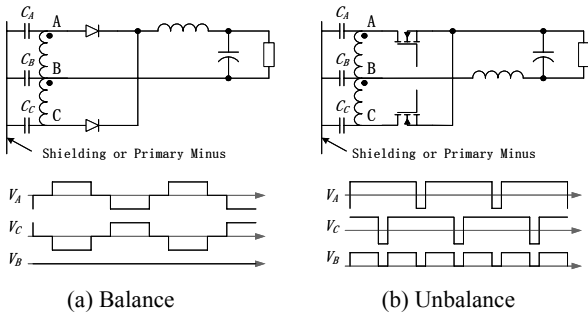 C_A A
C_B B
C_C C
Shielding or Primary Minus
V_A
V_C
V_B
(a) Balance
C_A A
C_B B
C_C C
Shielding or Primary Minus
V_A
V_C
V_B
(b) Unbalance